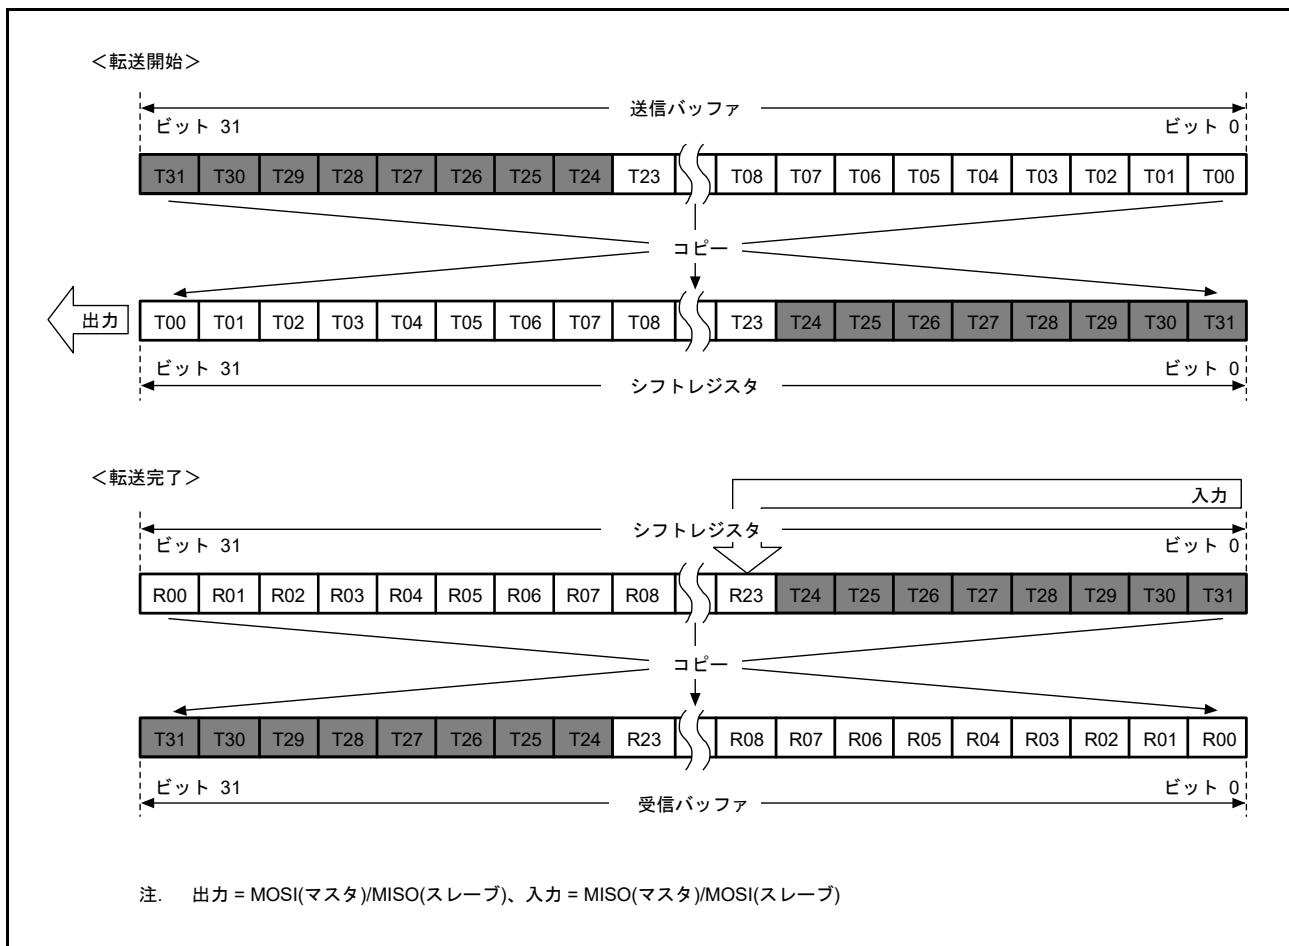 ＜転送開始＞
送信バッファ
ビット 31 ビット 0
T31 T30 T29 T28 T27 T26 T25 T24 T23 T08 T07 T06 T05 T04 T03 T02 T01 T00
コピー
出力 T00 T01 T02 T03 T04 T05 T06 T07 T08 T23 T24 T25 T26 T27 T28 T29 T30 T31
ビット 31 ビット 0
シフトレジスタ
＜転送完了＞
入力
シフトレジスタ
ビット 31 ビット 0
R00 R01 R02 R03 R04 R05 R06 R07 R08 R23 T24 T25 T26 T27 T28 T29 T30 T31
コピー
T31 T30 T29 T28 T27 T26 T25 T24 R23 R08 R07 R06 R05 R04 R03 R02 R01 R00
ビット 31 ビット 0
受信バッファ
注. 出力 = MOSI(マスタ)/MISO(スレーブ)、入力 = MISO(マスタ)/MOSI(スレーブ)